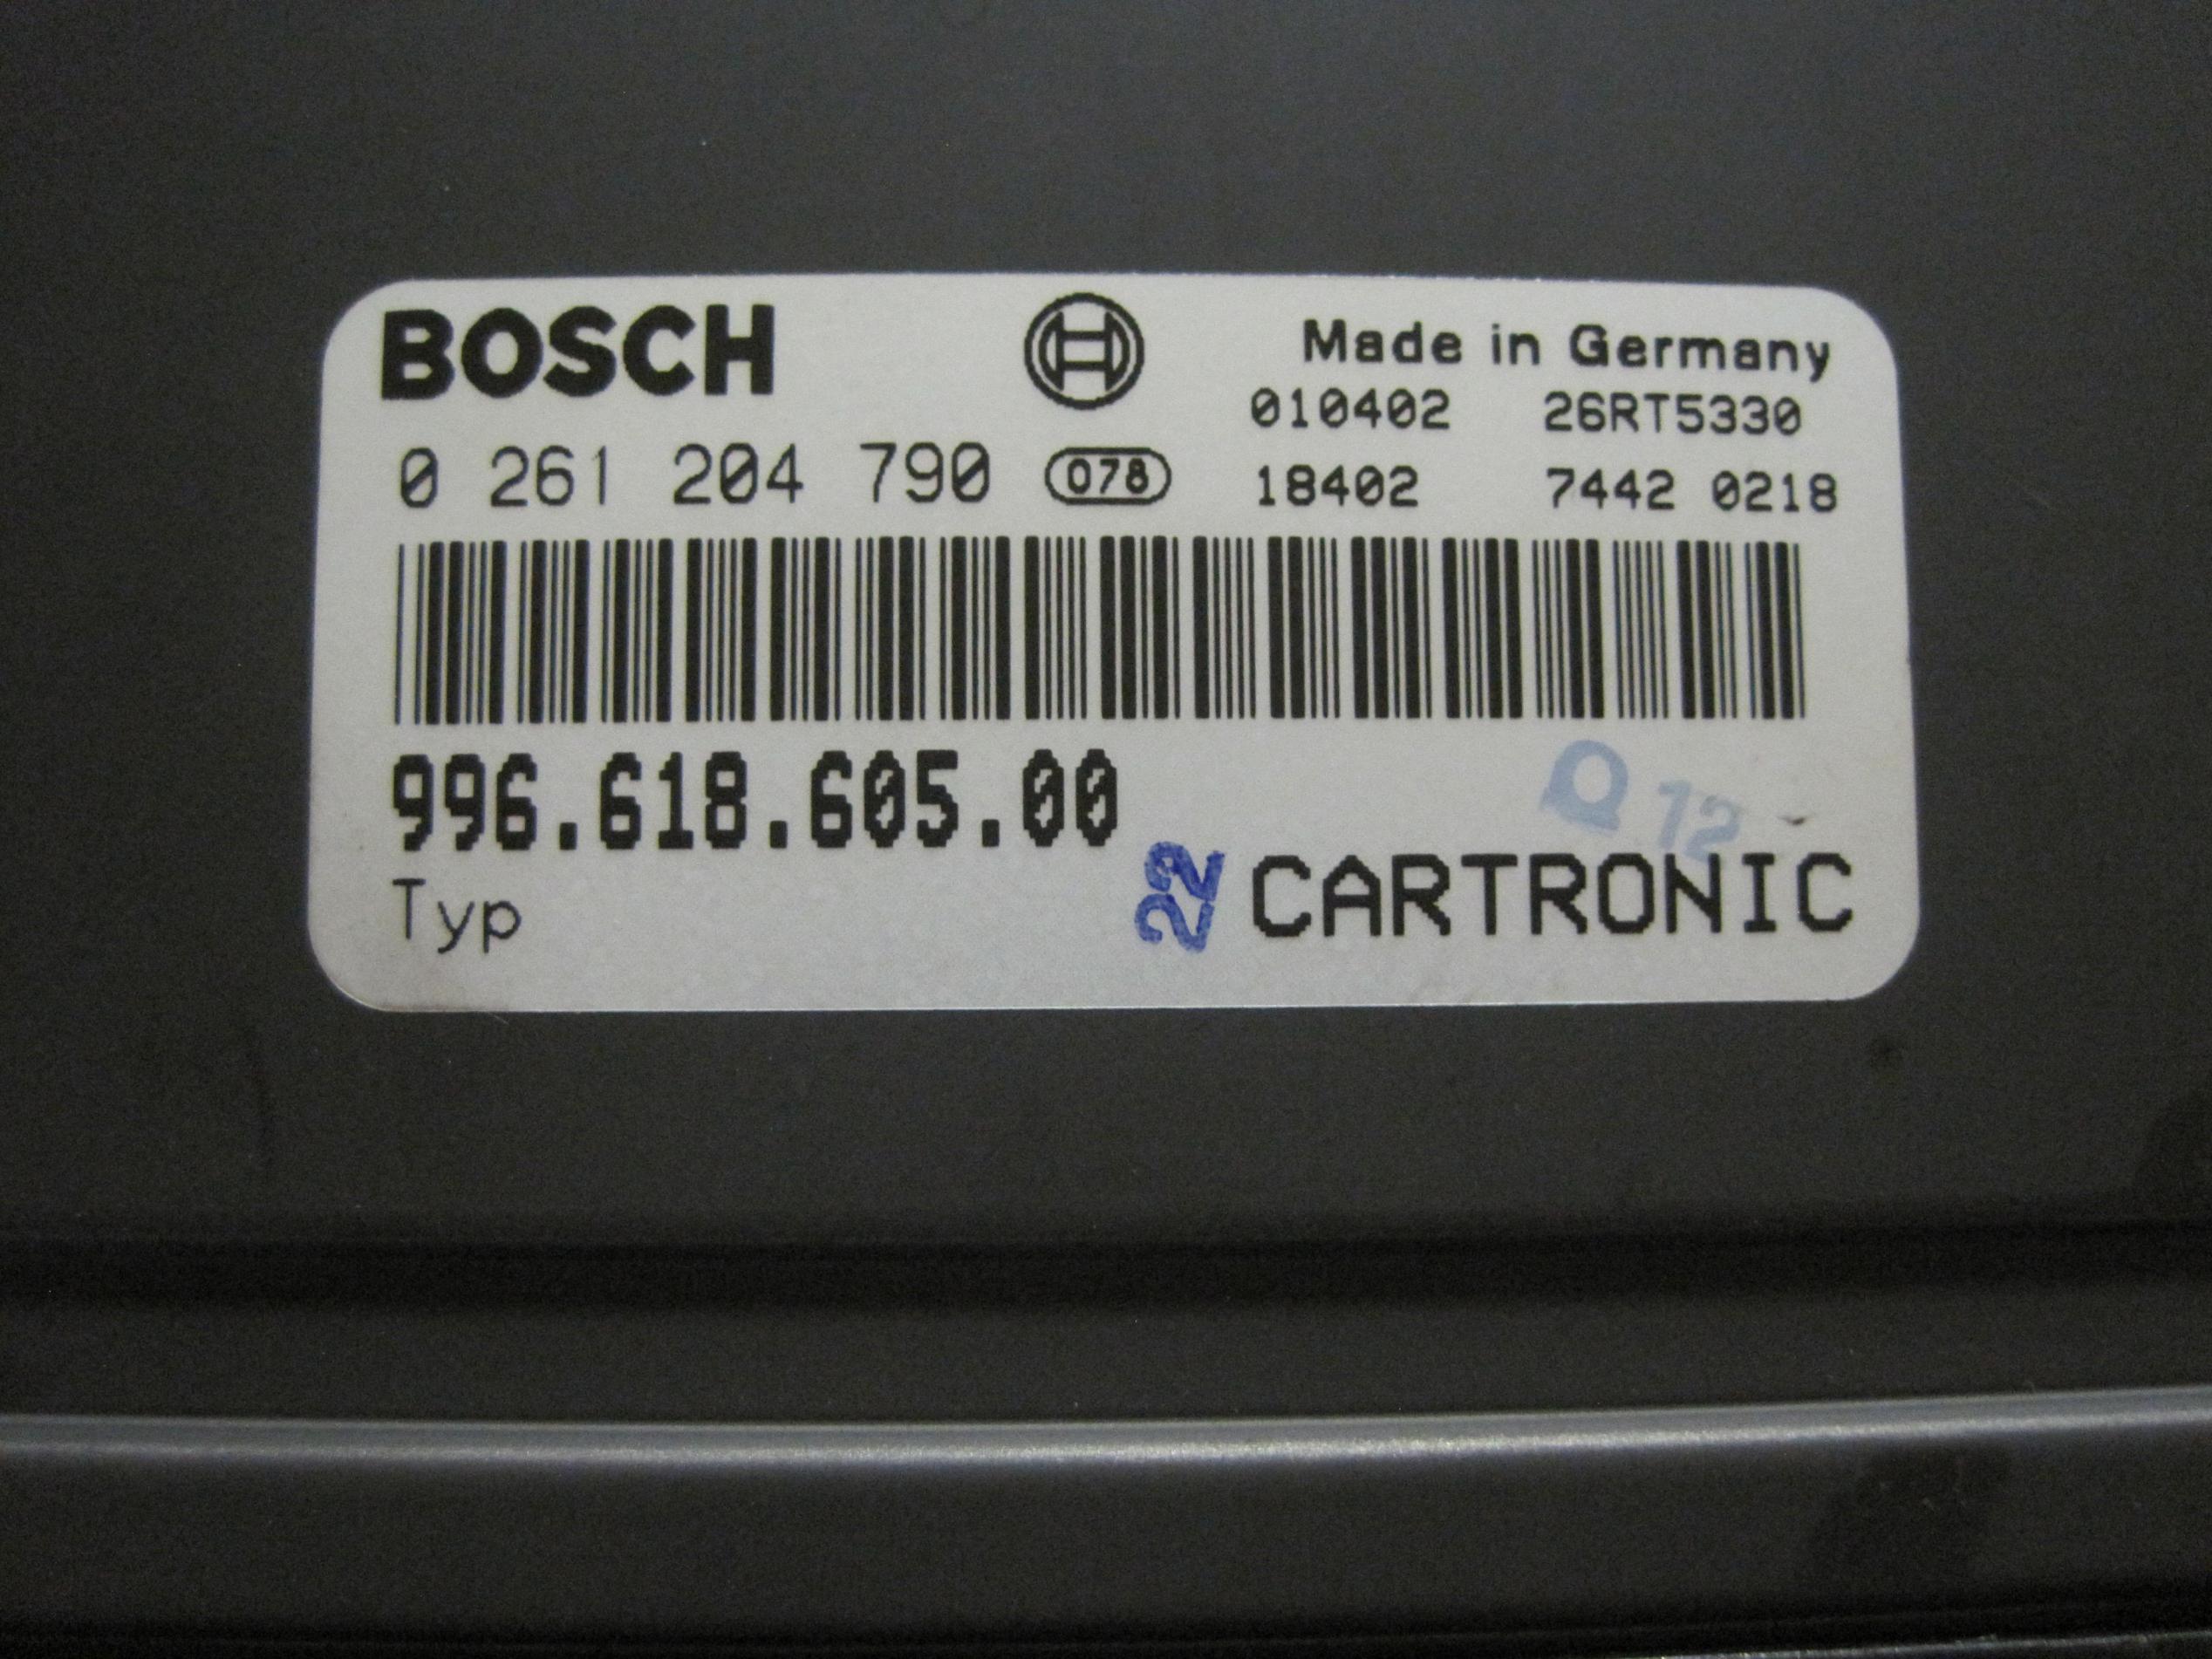 BOSCH
Made in Germany
010402 26RT5330
0 261 204 790 078
18402 7442 0218
996.618.605.00
Q 12
Typ
22
CARTRONIC